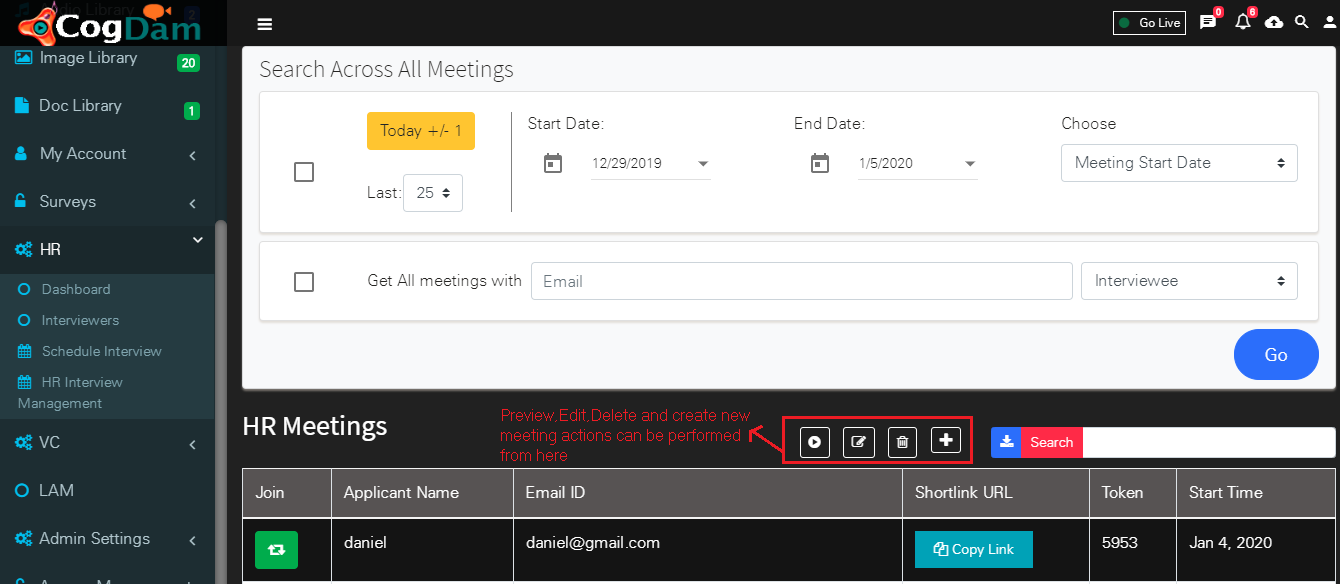 CogDam
Go Live
0
6
Image Library
20
Doc Library
1
My Account
Surveys
HR
Dashboard
Interviewers
Schedule Interview
HR Interview
Management
VC
LAM
Admin Settings
Search Across All Meetings
Today +/- 1
Last: 25
Start Date:
12/29/2019
End Date:
1/5/2020
Choose
Meeting Start Date
Get All meetings with
Email
Interviewee
Go
HR Meetings
Preview,Edit,Delete and create new
meeting actions can be performed
from here
Search
Join Applicant Name Email ID Shortlink URL Token Start Time
daniel daniel@gmail.com Copy Link 5953 Jan 4, 2020